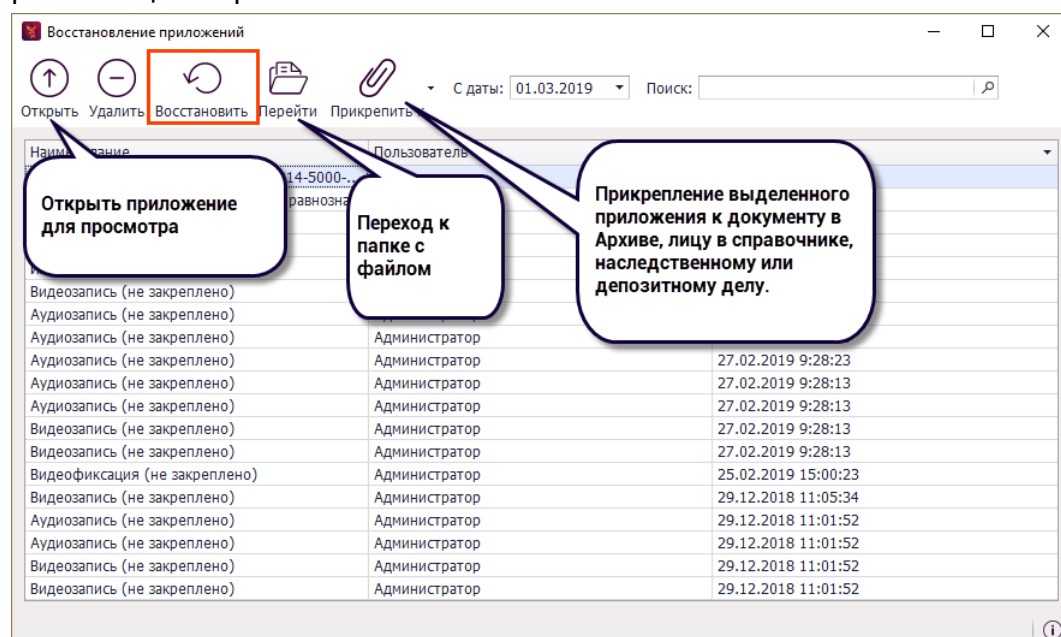 Восстановление приложений
Открыть Удалить Восстановить Перейти Прикрепить к С даты: 01.03.2019 Поиск:
Пользователь
14-5000-...
равнозна
Открыть приложение
для просмотра
Переход к
папке с
файлом
Прикрепление выделенного
приложения к документу в
Архиве, лицу в справочнике,
наследственному или
депозитному делу.
Видеозапись (не закреплено)
Аудиозапись (не закреплено)
Аудиозапись (не закреплено) Администратор
Аудиозапись (не закреплено) Администратор 27.02.2019 9:28:23
Аудиозапись (не закреплено) Администратор 27.02.2019 9:28:13
Аудиозапись (не закреплено) Администратор 27.02.2019 9:28:13
Видеозапись (не закреплено) Администратор 27.02.2019 9:28:13
Видеозапись (не закреплено) Администратор 27.02.2019 9:28:13
Видеофиксация (не закреплено) Администратор 25.02.2019 15:00:23
Видеозапись (не закреплено) Администратор 29.12.2018 11:05:34
Аудиозапись (не закреплено) Администратор 29.12.2018 11:01:52
Аудиозапись (не закреплено) Администратор 29.12.2018 11:01:52
Видеозапись (не закреплено) Администратор 29.12.2018 11:01:52
Видеозапись (не закреплено) Администратор 29.12.2018 11:01:52